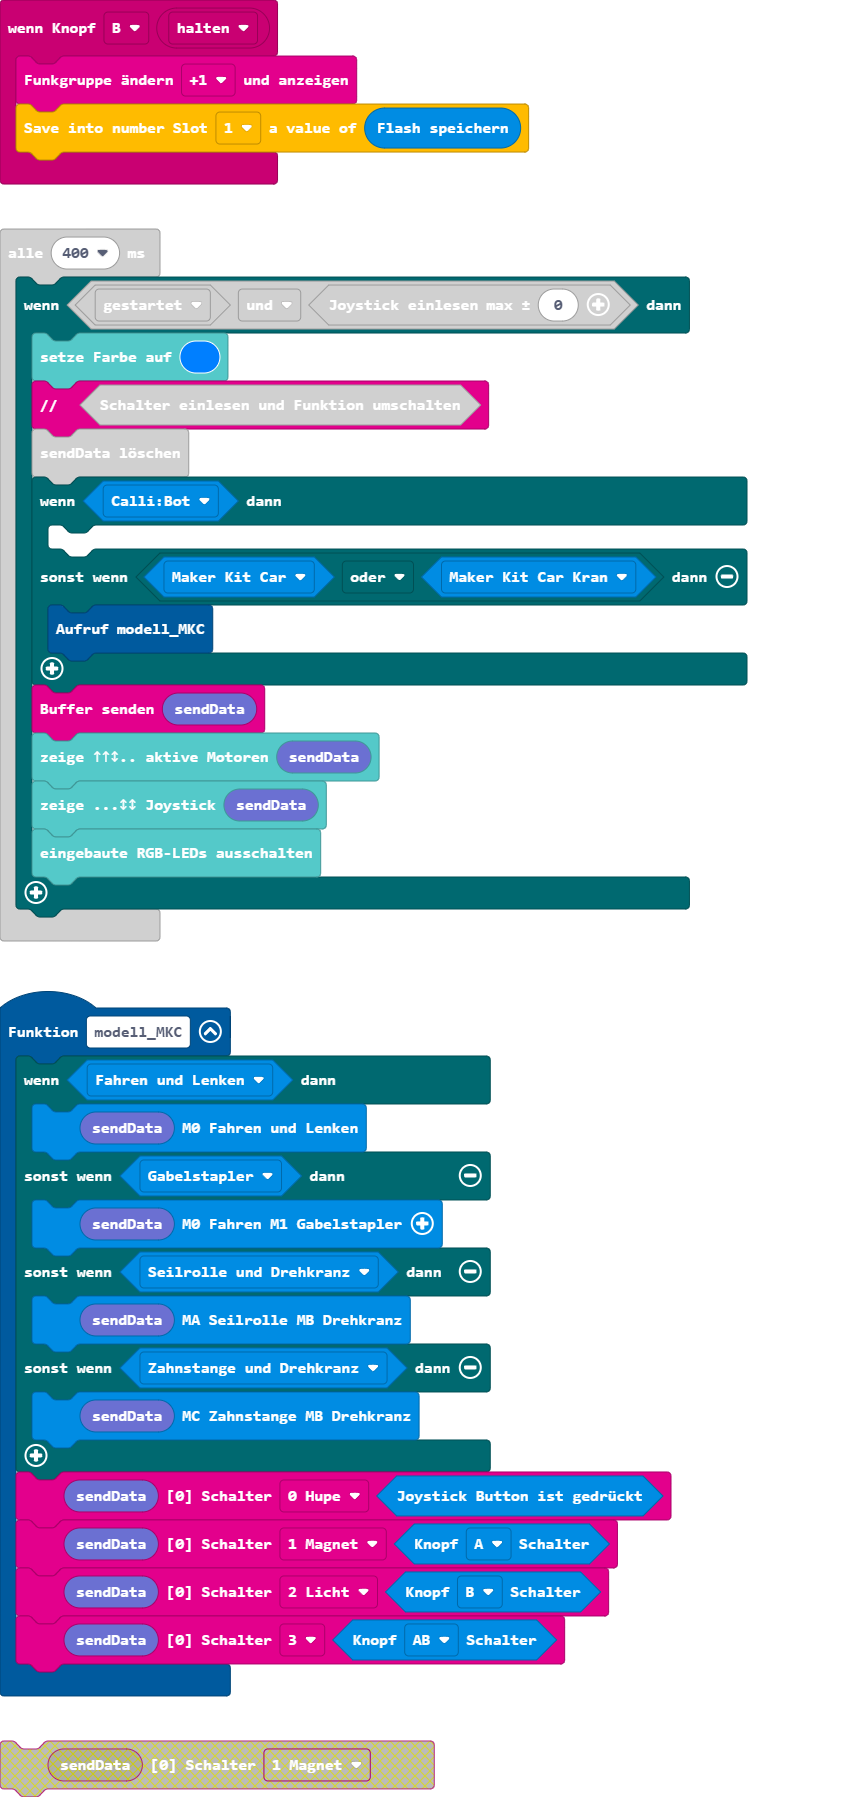 wenn Knopf B halten
Funkgruppe ändern +1 und anzeigen
Save into number Slot 1 a value of Flash speichern
alle 400 ms
wenn gestartet und Joystick einlesen max ± 0 dann
setze Farbe auf
// Schalter einlesen und Funktion umschalten
sendData löschen
wenn Calli:Bot dann
sonst wenn Maker Kit Car oder Maker Kit Car Kran dann
Aufruf modell_MKC
Buffer senden sendData
zeige ↑↑↕.. aktive Motoren sendData
zeige ...↕↕ Joystick sendData
eingebaute RGB-LEDs ausschalten
Funktion modell_MKC
wenn Fahren und Lenken dann
sendData M0 Fahren und Lenken
sonst wenn Gabelstapler dann
sendData M0 Fahren M1 Gabelstapler
sonst wenn Seilrolle und Drehkranz dann
sendData MA Seilrolle MB Drehkranz
sonst wenn Zahnstange und Drehkranz dann
sendData MC Zahnstange MB Drehkranz
sendData [0] Schalter 0 Hupe Joystick Button ist gedrückt
sendData [0] Schalter 1 Magnet Knopf A Schalter
sendData [0] Schalter 2 Licht Knopf B Schalter
sendData [0] Schalter 3 Knopf AB Schalter
sendData [0] Schalter 1 Magnet